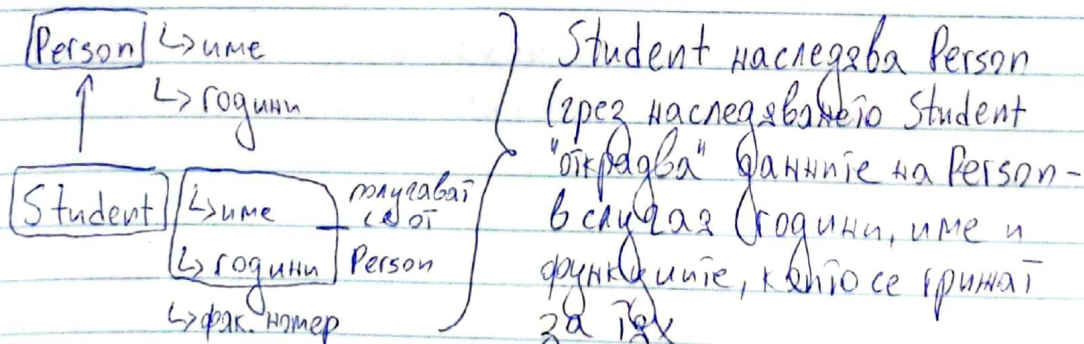 Person ↳ име
↳ години
Student ↳ име
↳ години
↳ фак. номер
получават
се от
Person
Student наследява Person
(чрез наследяването Student
"открадва" данните на Person -
в случая години, име и
функциите, които се грижат
за тях